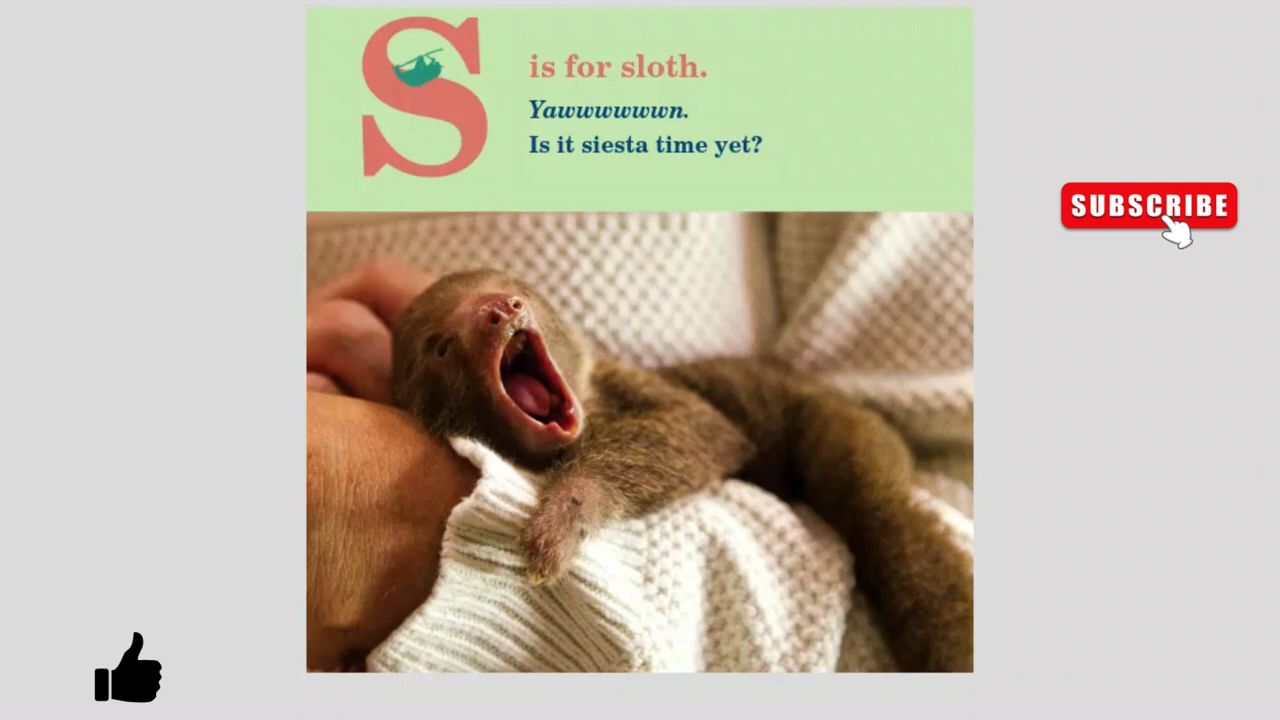 S
is for sloth.
Yawwwwwwn.
Is it siesta time yet?
SUBSCRIBE